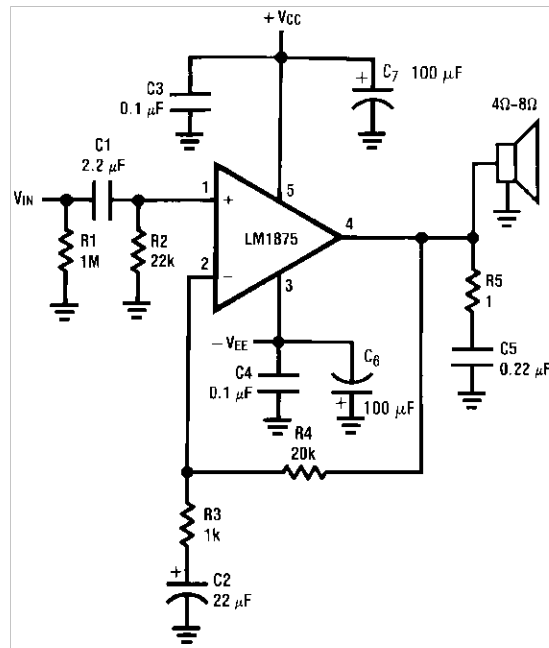 + VCC
C3
0.1 µF
+
C7 100 µF
4Ω-8Ω
C1
2.2 µF
VIN
1
+
5
LM1875
4
R1
1M
R2
22k
2
−
3
R5
1
−VEE
C4
0.1 µF
C6
+
100 µF
C5
0.22 µF
R4
20k
R3
1k
+
C2
22 µF